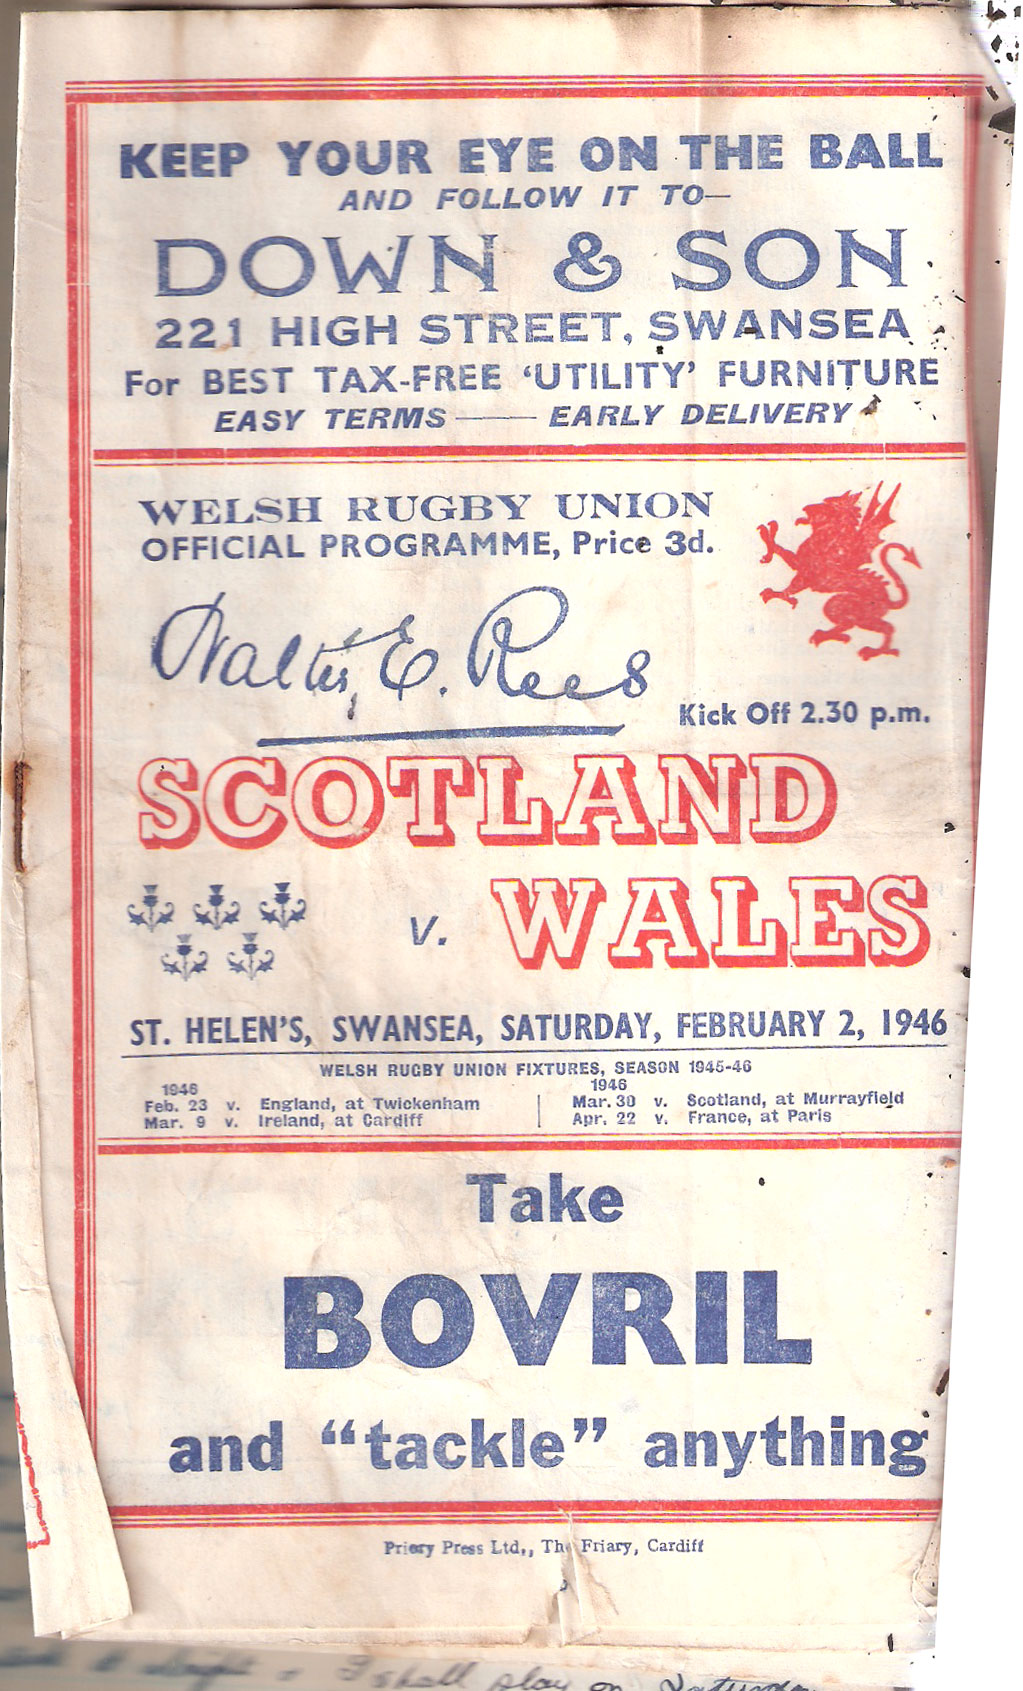 KEEP YOUR EYE ON THE BALL
AND FOLLOW IT TO—
DOWN & SON
221 HIGH STREET, SWANSEA
For BEST TAX-FREE ‘UTILITY’ FURNITURE
EASY TERMS —— EARLY DELIVERY
WELSH RUGBY UNION
OFFICIAL PROGRAMME, Price 3d.
Walter E. Rees
Kick Off 2.30 p.m.
SCOTLAND
v. WALES
ST. HELEN'S, SWANSEA, SATURDAY, FEBRUARY 2, 1946
WELSH RUGBY UNION FIXTURES, SEASON 1945-46
1946
Feb. 23 v. England, at Twickenham
Mar. 9 v. Ireland, at Cardiff
1946
Mar. 30 v. Scotland, at Murrayfield
Apr. 22 v. France, at Paris
Take
BOVRIL
and “tackle” anything
Priory Press Ltd., The Friary, Cardiff
I shall stay on Saturday